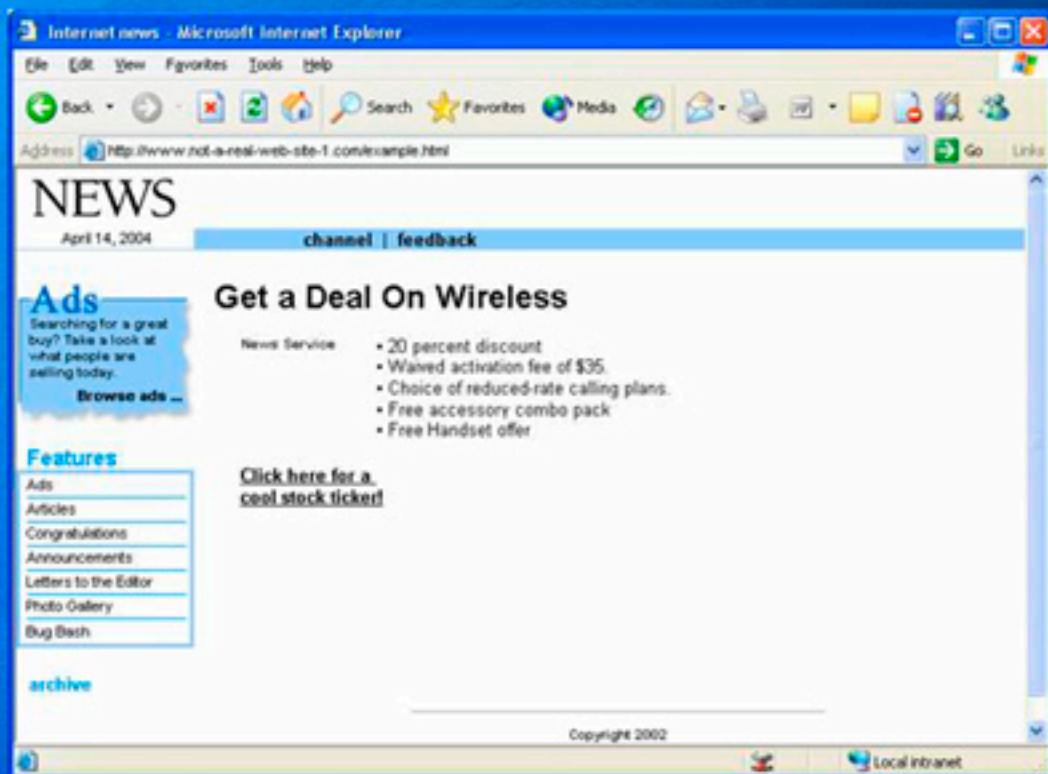 Internet news - Microsoft Internet Explorer
File Edit View Favorites Tools Help
Back Search Favorites Media
Address http://www.not-a-real-web-site-1.com/example.html Go Links
NEWS
April 14, 2004
channel | feedback
Ads
Searching for a great
buy? Take a look at
what people are
selling today.
Browse ads ...
Features
Ads
Articles
Congratulations
Announcements
Letters to the Editor
Photo Gallery
Bug Bash
archive
Get a Deal On Wireless
News Service
• 20 percent discount
• Waived activation fee of $35.
• Choice of reduced-rate calling plans.
• Free accessory combo pack
• Free Handset offer
Click here for a
cool stock ticker!
Copyright 2002
Local intranet